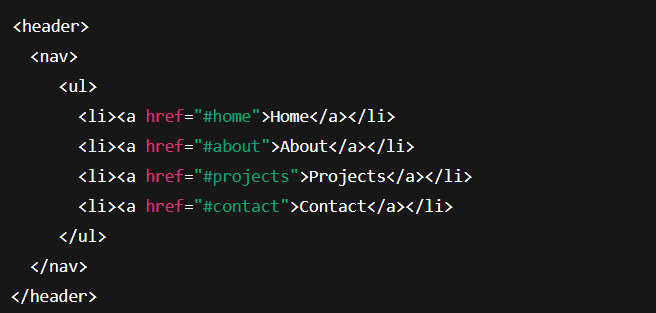 <header>
  <nav>
    <ul>
      <li><a href="#home">Home</a></li>
      <li><a href="#about">About</a></li>
      <li><a href="#projects">Projects</a></li>
      <li><a href="#contact">Contact</a></li>
    </ul>
  </nav>
</header>